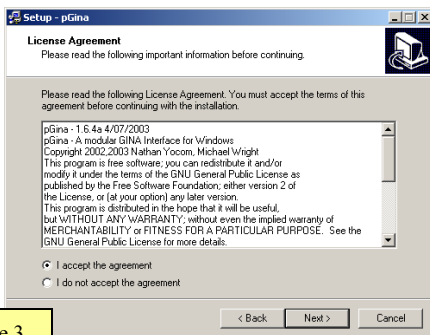 Setup - pGina
License Agreement
Please read the following important information before continuing.
Please read the following License Agreement. You must accept the terms of this
agreement before continuing with the installation.
pGina - 1.6.4a 4/07/2003
pGina - A modular GINA Interface for Windows
Copyright 2002,2003 Nathan Yocom, Michael Wright
This program is free software; you can redistribute it and/or
modify it under the terms of the GNU General Public License as
published by the Free Software Foundation; either version 2 of
the License, or (at your option) any later version.
This program is distributed in the hope that it will be useful,
but WITHOUT ANY WARRANTY; without even the implied warranty of
MERCHANTABILITY or FITNESS FOR A PARTICULAR PURPOSE. See the
GNU General Public License for more details.
I accept the agreement
I do not accept the agreement
< Back Next > Cancel
e 3